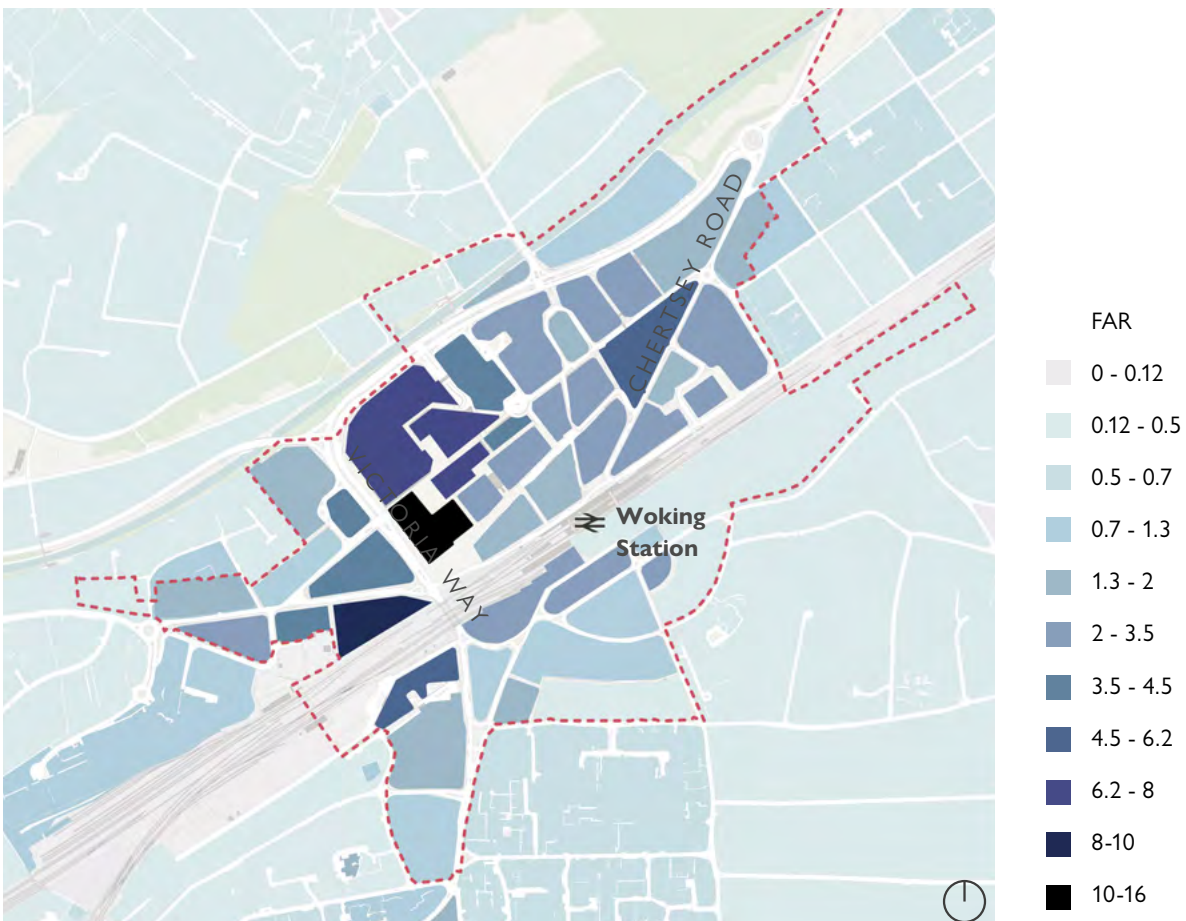 CHERTSEY ROAD
VICTORIA WAY
Woking
Station
FAR
0 - 0.12
0.12 - 0.5
0.5 - 0.7
0.7 - 1.3
1.3 - 2
2 - 3.5
3.5 - 4.5
4.5 - 6.2
6.2 - 8
8-10
10-16